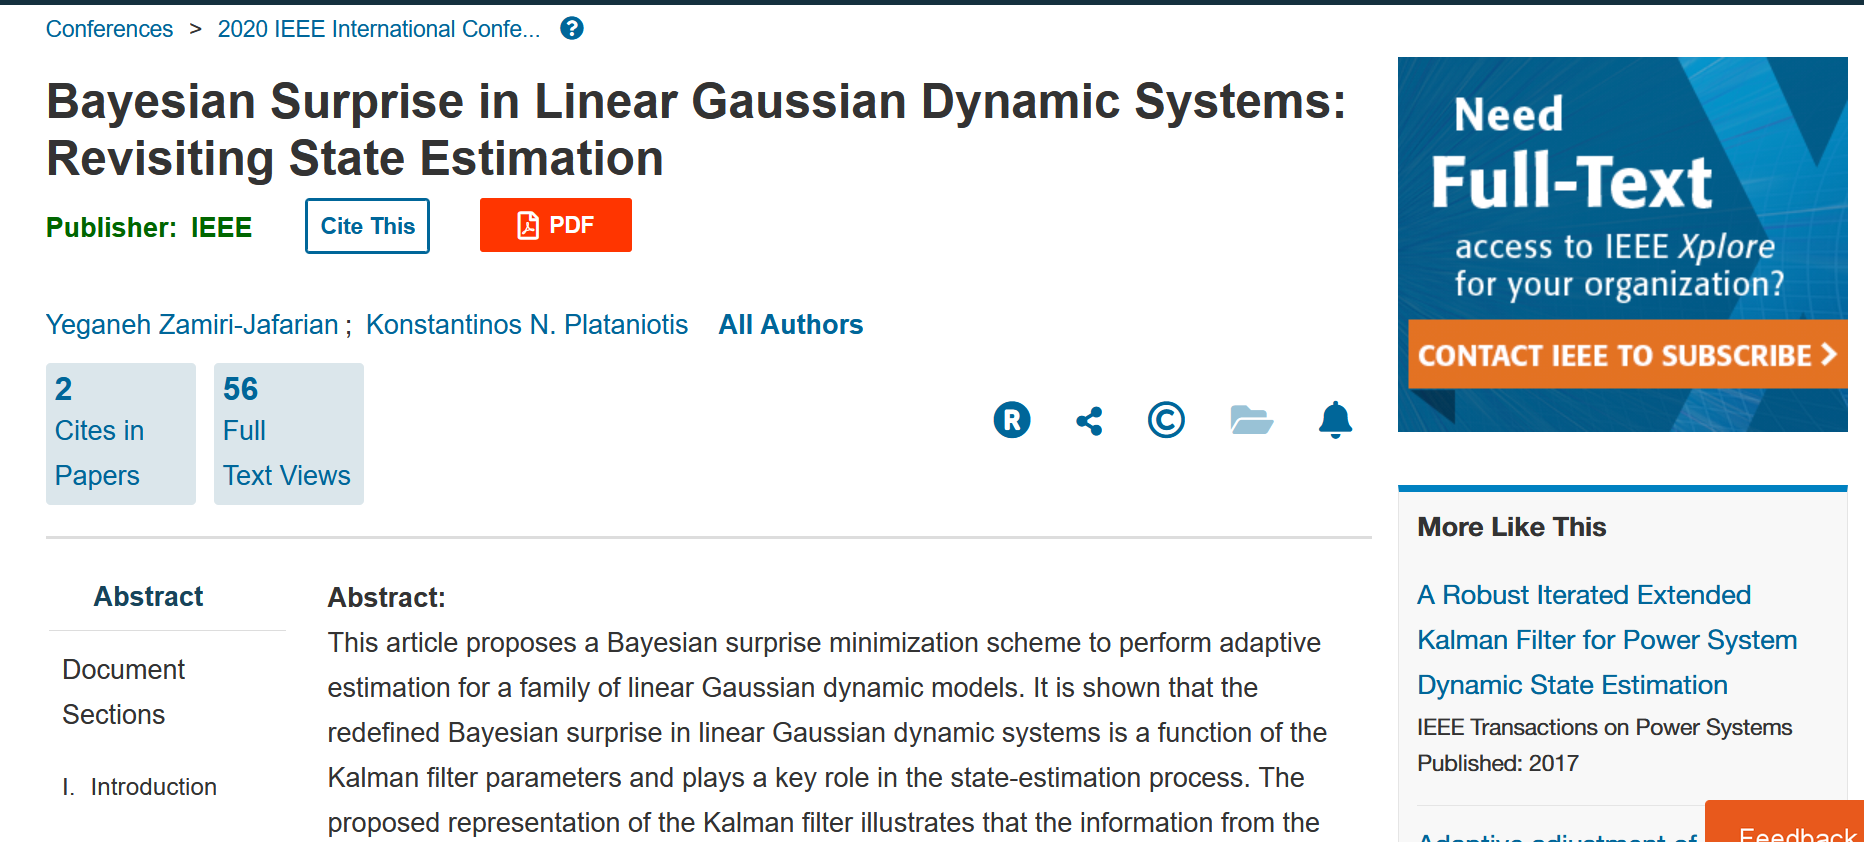 Conferences > 2020 IEEE International Confe... ?
Bayesian Surprise in Linear Gaussian Dynamic Systems:
Revisiting State Estimation
Publisher: IEEE
Cite This
PDF
Yeganeh Zamiri-Jafarian ; Konstantinos N. Plataniotis All Authors
2
Cites in
Papers
56
Full
Text Views
R
©
Abstract
Document
Sections
I. Introduction
Abstract:
This article proposes a Bayesian surprise minimization scheme to perform adaptive
estimation for a family of linear Gaussian dynamic models. It is shown that the
redefined Bayesian surprise in linear Gaussian dynamic systems is a function of the
Kalman filter parameters and plays a key role in the state-estimation process. The
proposed representation of the Kalman filter illustrates that the information from the
Need
Full-Text
access to IEEE Xplore
for your organization?
CONTACT IEEE TO SUBSCRIBE >
More Like This
A Robust Iterated Extended
Kalman Filter for Power System
Dynamic State Estimation
IEEE Transactions on Power Systems
Published: 2017
Adaptive adjustment of
Feedback